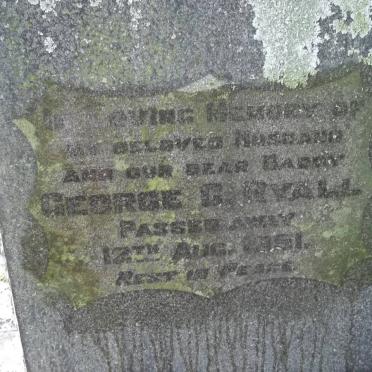 In Loving Memory of
my beloved Husband
and our dear Daddy
George G. Ryall
Passed away
12th Aug. 1951.
Rest in Peace.